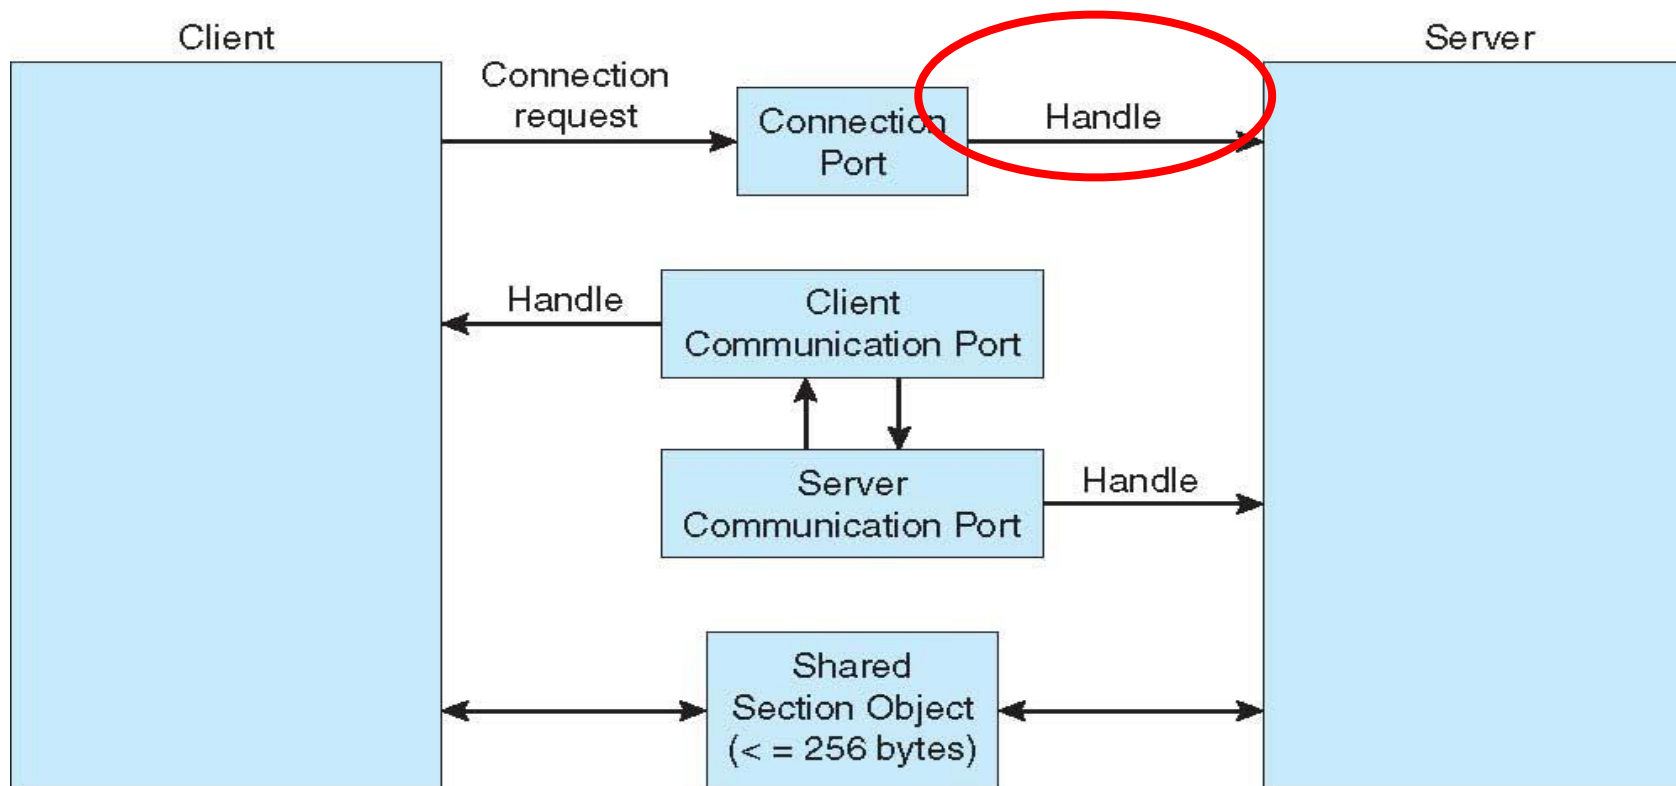 Client
Server
Connection
request
Connection
Port
Handle
Handle
Client
Communication Port
Server
Communication Port
Handle
Shared
Section Object
(< = 256 bytes)